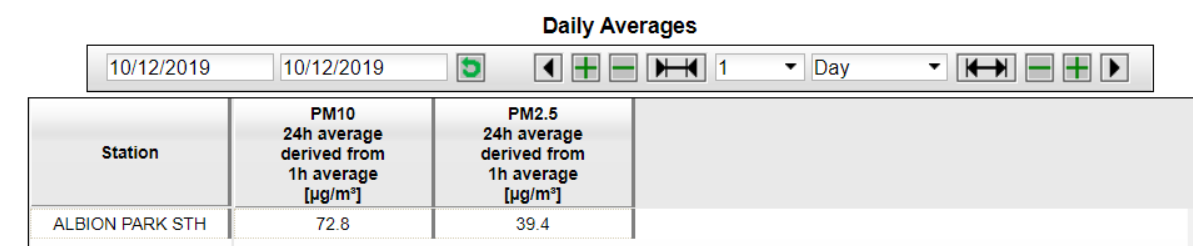 Daily Averages
10/12/2019 10/12/2019 1 Day
Station
PM10
24h average
derived from
1h average
[µg/m³]
PM2.5
24h average
derived from
1h average
[µg/m³]
ALBION PARK STH 72.8 39.4